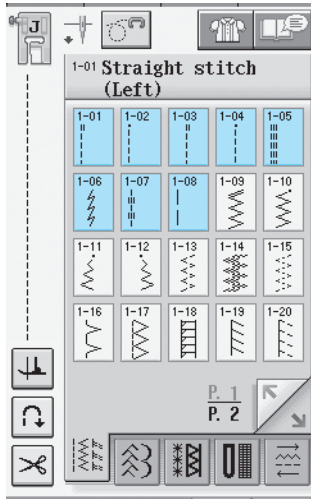 J
1-01 Straight stitch
(Left)
1-01 1-02 1-03 1-04 1-05
1-06 1-07 1-08 1-09 1-10
1-11 1-12 1-13 1-14 1-15
1-16 1-17 1-18 1-19 1-20
P. 1
P. 2